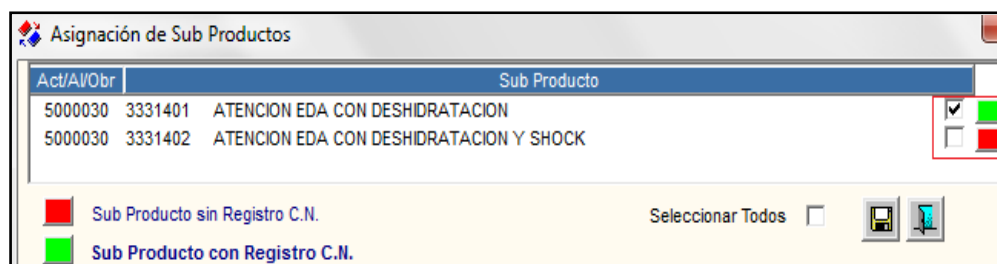 Asignación de Sub Productos
Act/Al/Obr Sub Producto
5000030 3331401 ATENCION EDA CON DESHIDRATACION
5000030 3331402 ATENCION EDA CON DESHIDRATACION Y SHOCK
Sub Producto sin Registro C.N. Seleccionar Todos
Sub Producto con Registro C.N.